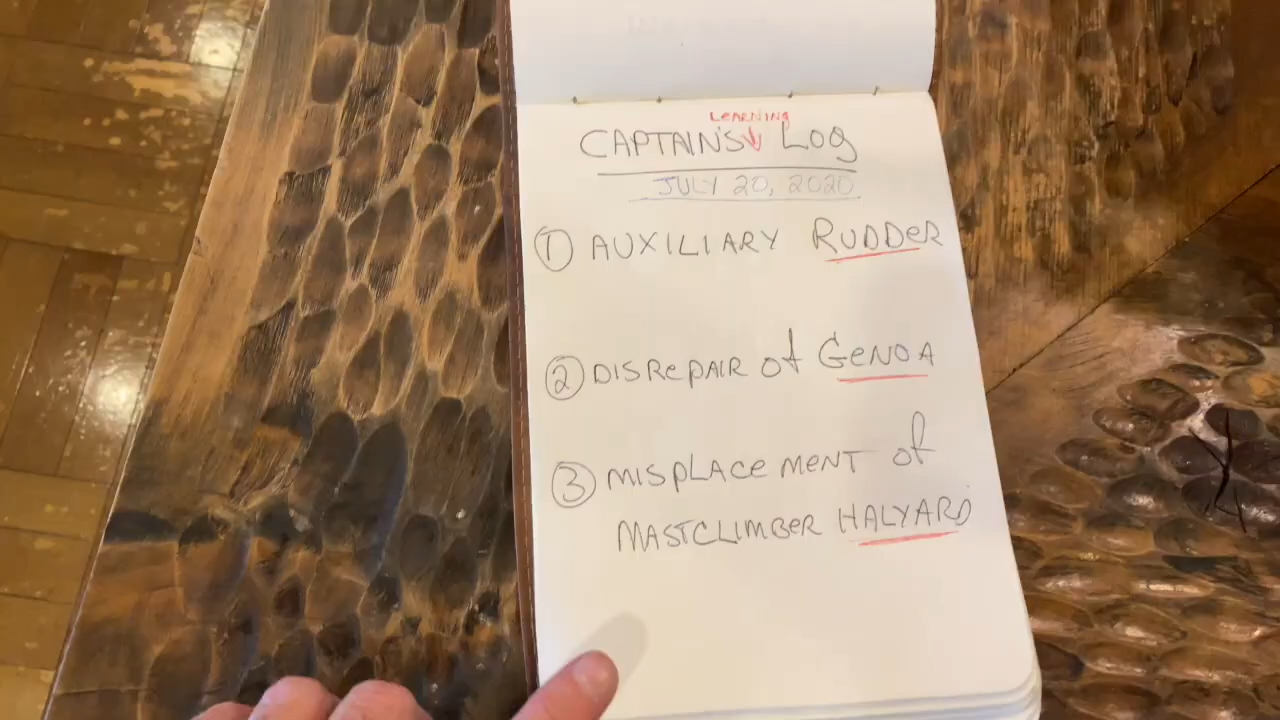 LEARNING
CAPTAIN'S LOG
JULY 20, 2020
① AUXILIARY RUDDER
② DISREPAIR of GENOA
③ MISPLACEMENT of
MASTCLIMBER HALYARD